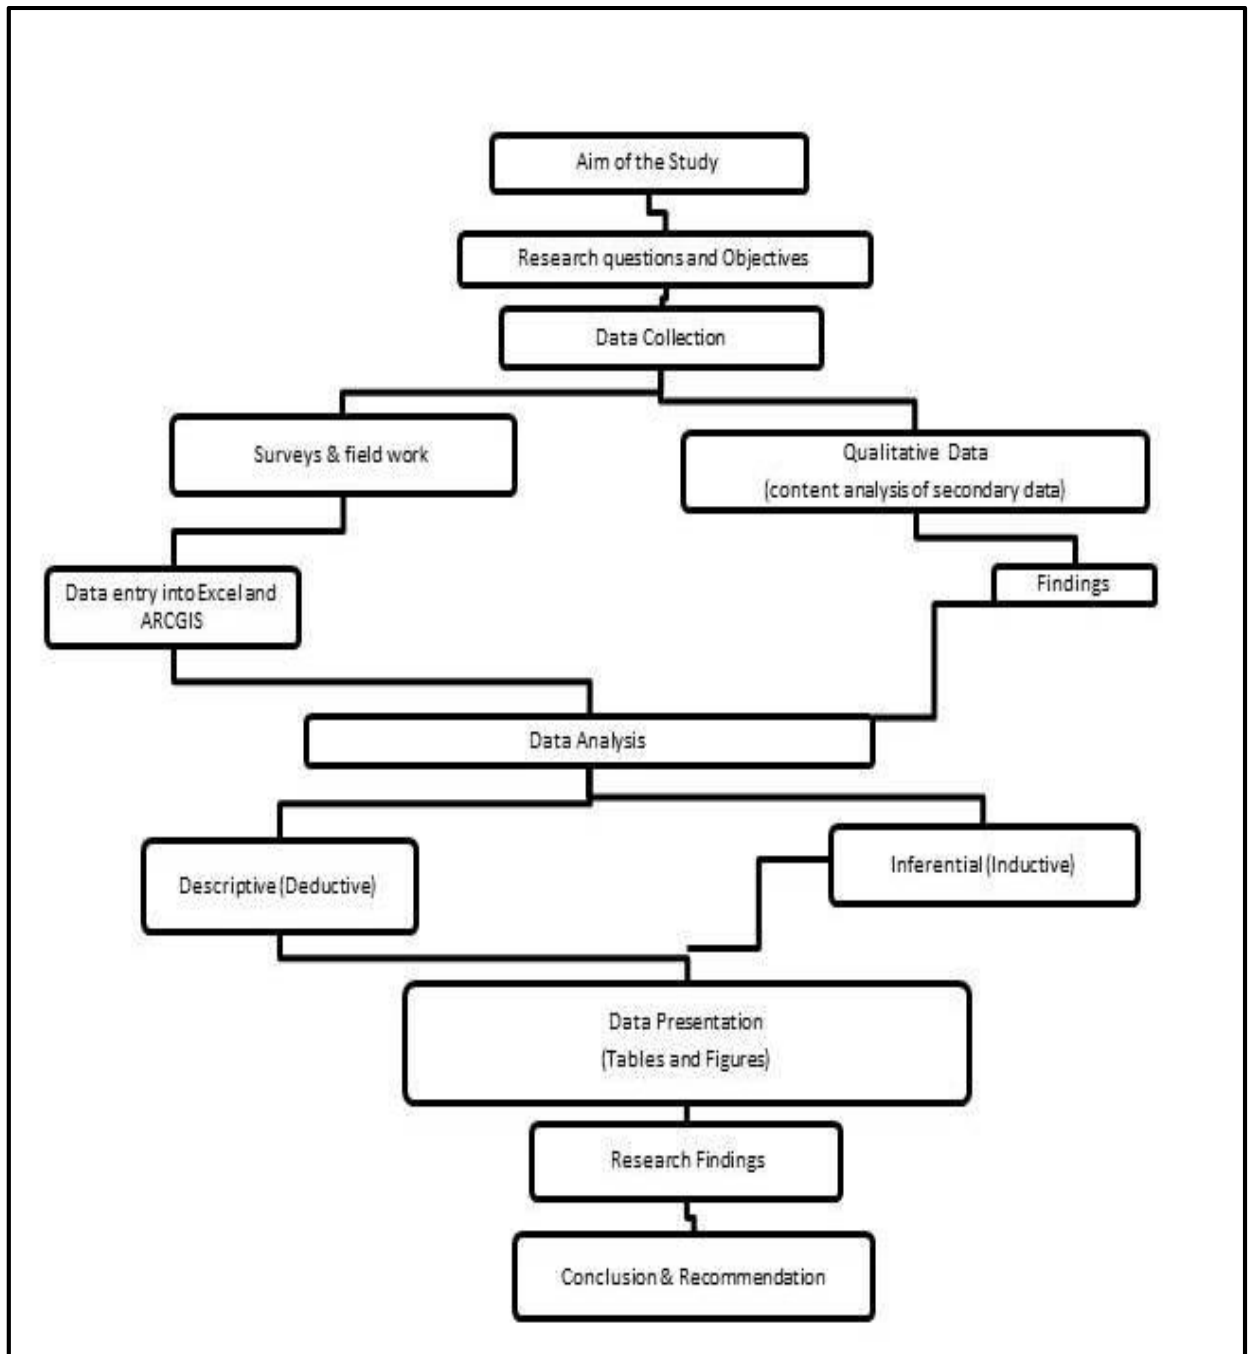 Aim of the Study
Research questions and Objectives
Data Collection
Surveys & field work
Qualitative Data
(content analysis of secondary data)
Data entry into Excel and
ARCGIS
Findings
Data Analysis
Descriptive (Deductive)
Inferential (Inductive)
Data Presentation
(Tables and Figures)
Research Findings
Conclusion & Recommendation